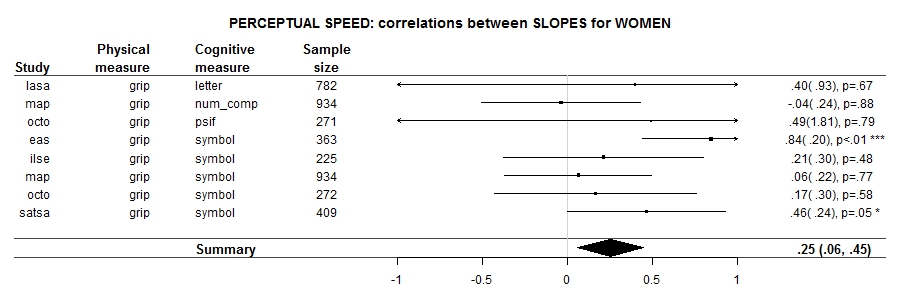 PERCEPTUAL SPEED: correlations between SLOPES for WOMEN
Physical Cognitive Sample
Study measure measure size
lasa grip letter 782 .40( .93), p=.67
map grip num_comp 934 -.04( .24), p=.88
octo grip psif 271 .49(1.81), p=.79
eas grip symbol 363 .84( .20), p<.01 ***
ilse grip symbol 225 .21( .30), p=.48
map grip symbol 934 .06( .22), p=.77
octo grip symbol 272 .17( .30), p=.58
satsa grip symbol 409 .46( .24), p=.05 *
Summary .25 (.06, .45)
-1 -0.5 0 0.5 1